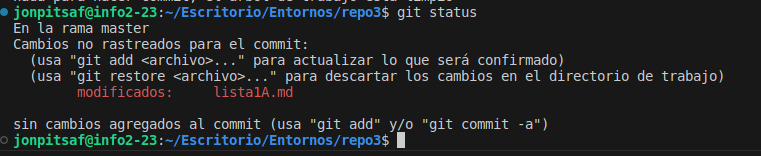 jonpitsaf@info2-23:~/Escritorio/Entornos/repo3$ git status
En la rama master
Cambios no rastreados para el commit:
  (usa "git add <archivo>..." para actualizar lo que será confirmado)
  (usa "git restore <archivo>..." para descartar los cambios en el directorio de trabajo)
        modificados:     lista1A.md

sin cambios agregados al commit (usa "git add" y/o "git commit -a")
jonpitsaf@info2-23:~/Escritorio/Entornos/repo3$